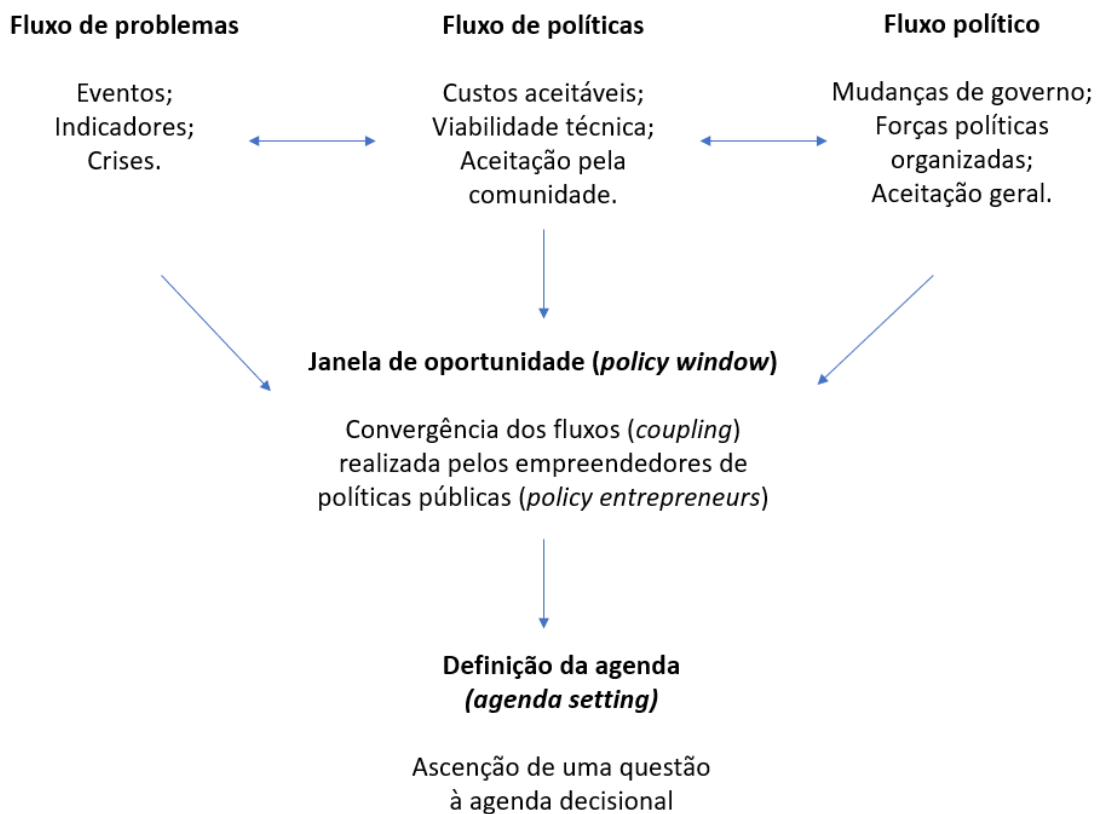 Fluxo de problemas
Eventos;
Indicadores;
Crises.
Fluxo de políticas
Custos aceitáveis;
Viabilidade técnica;
Aceitação pela
comunidade.
Fluxo político
Mudanças de governo;
Forças políticas
organizadas;
Aceitação geral.
Janela de oportunidade (policy window)
Convergência dos fluxos (coupling)
realizada pelos empreendedores de
políticas públicas (policy entrepreneurs)
Definição da agenda
(agenda setting)
Ascenção de uma questão
à agenda decisional